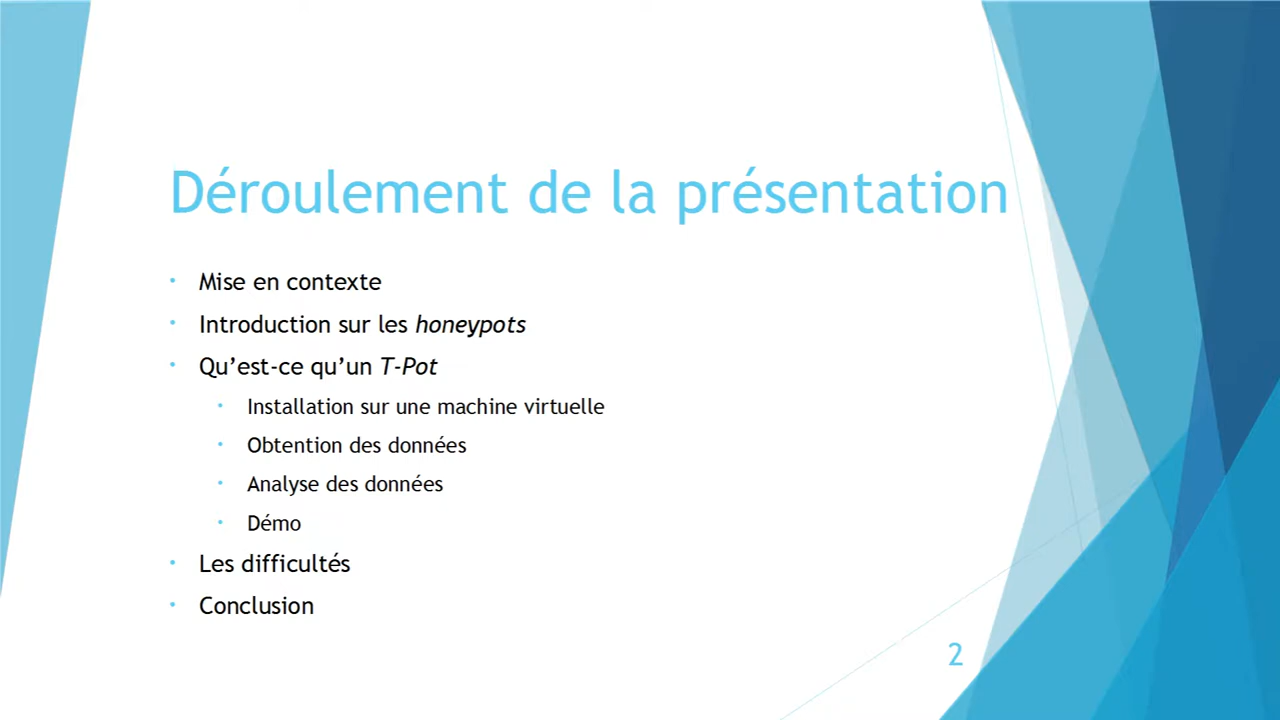 Déroulement de la présentation
• Mise en contexte
• Introduction sur les honeypots
• Qu’est-ce qu’un T-Pot
• Installation sur une machine virtuelle
• Obtention des données
• Analyse des données
• Démo
• Les difficultés
• Conclusion
2